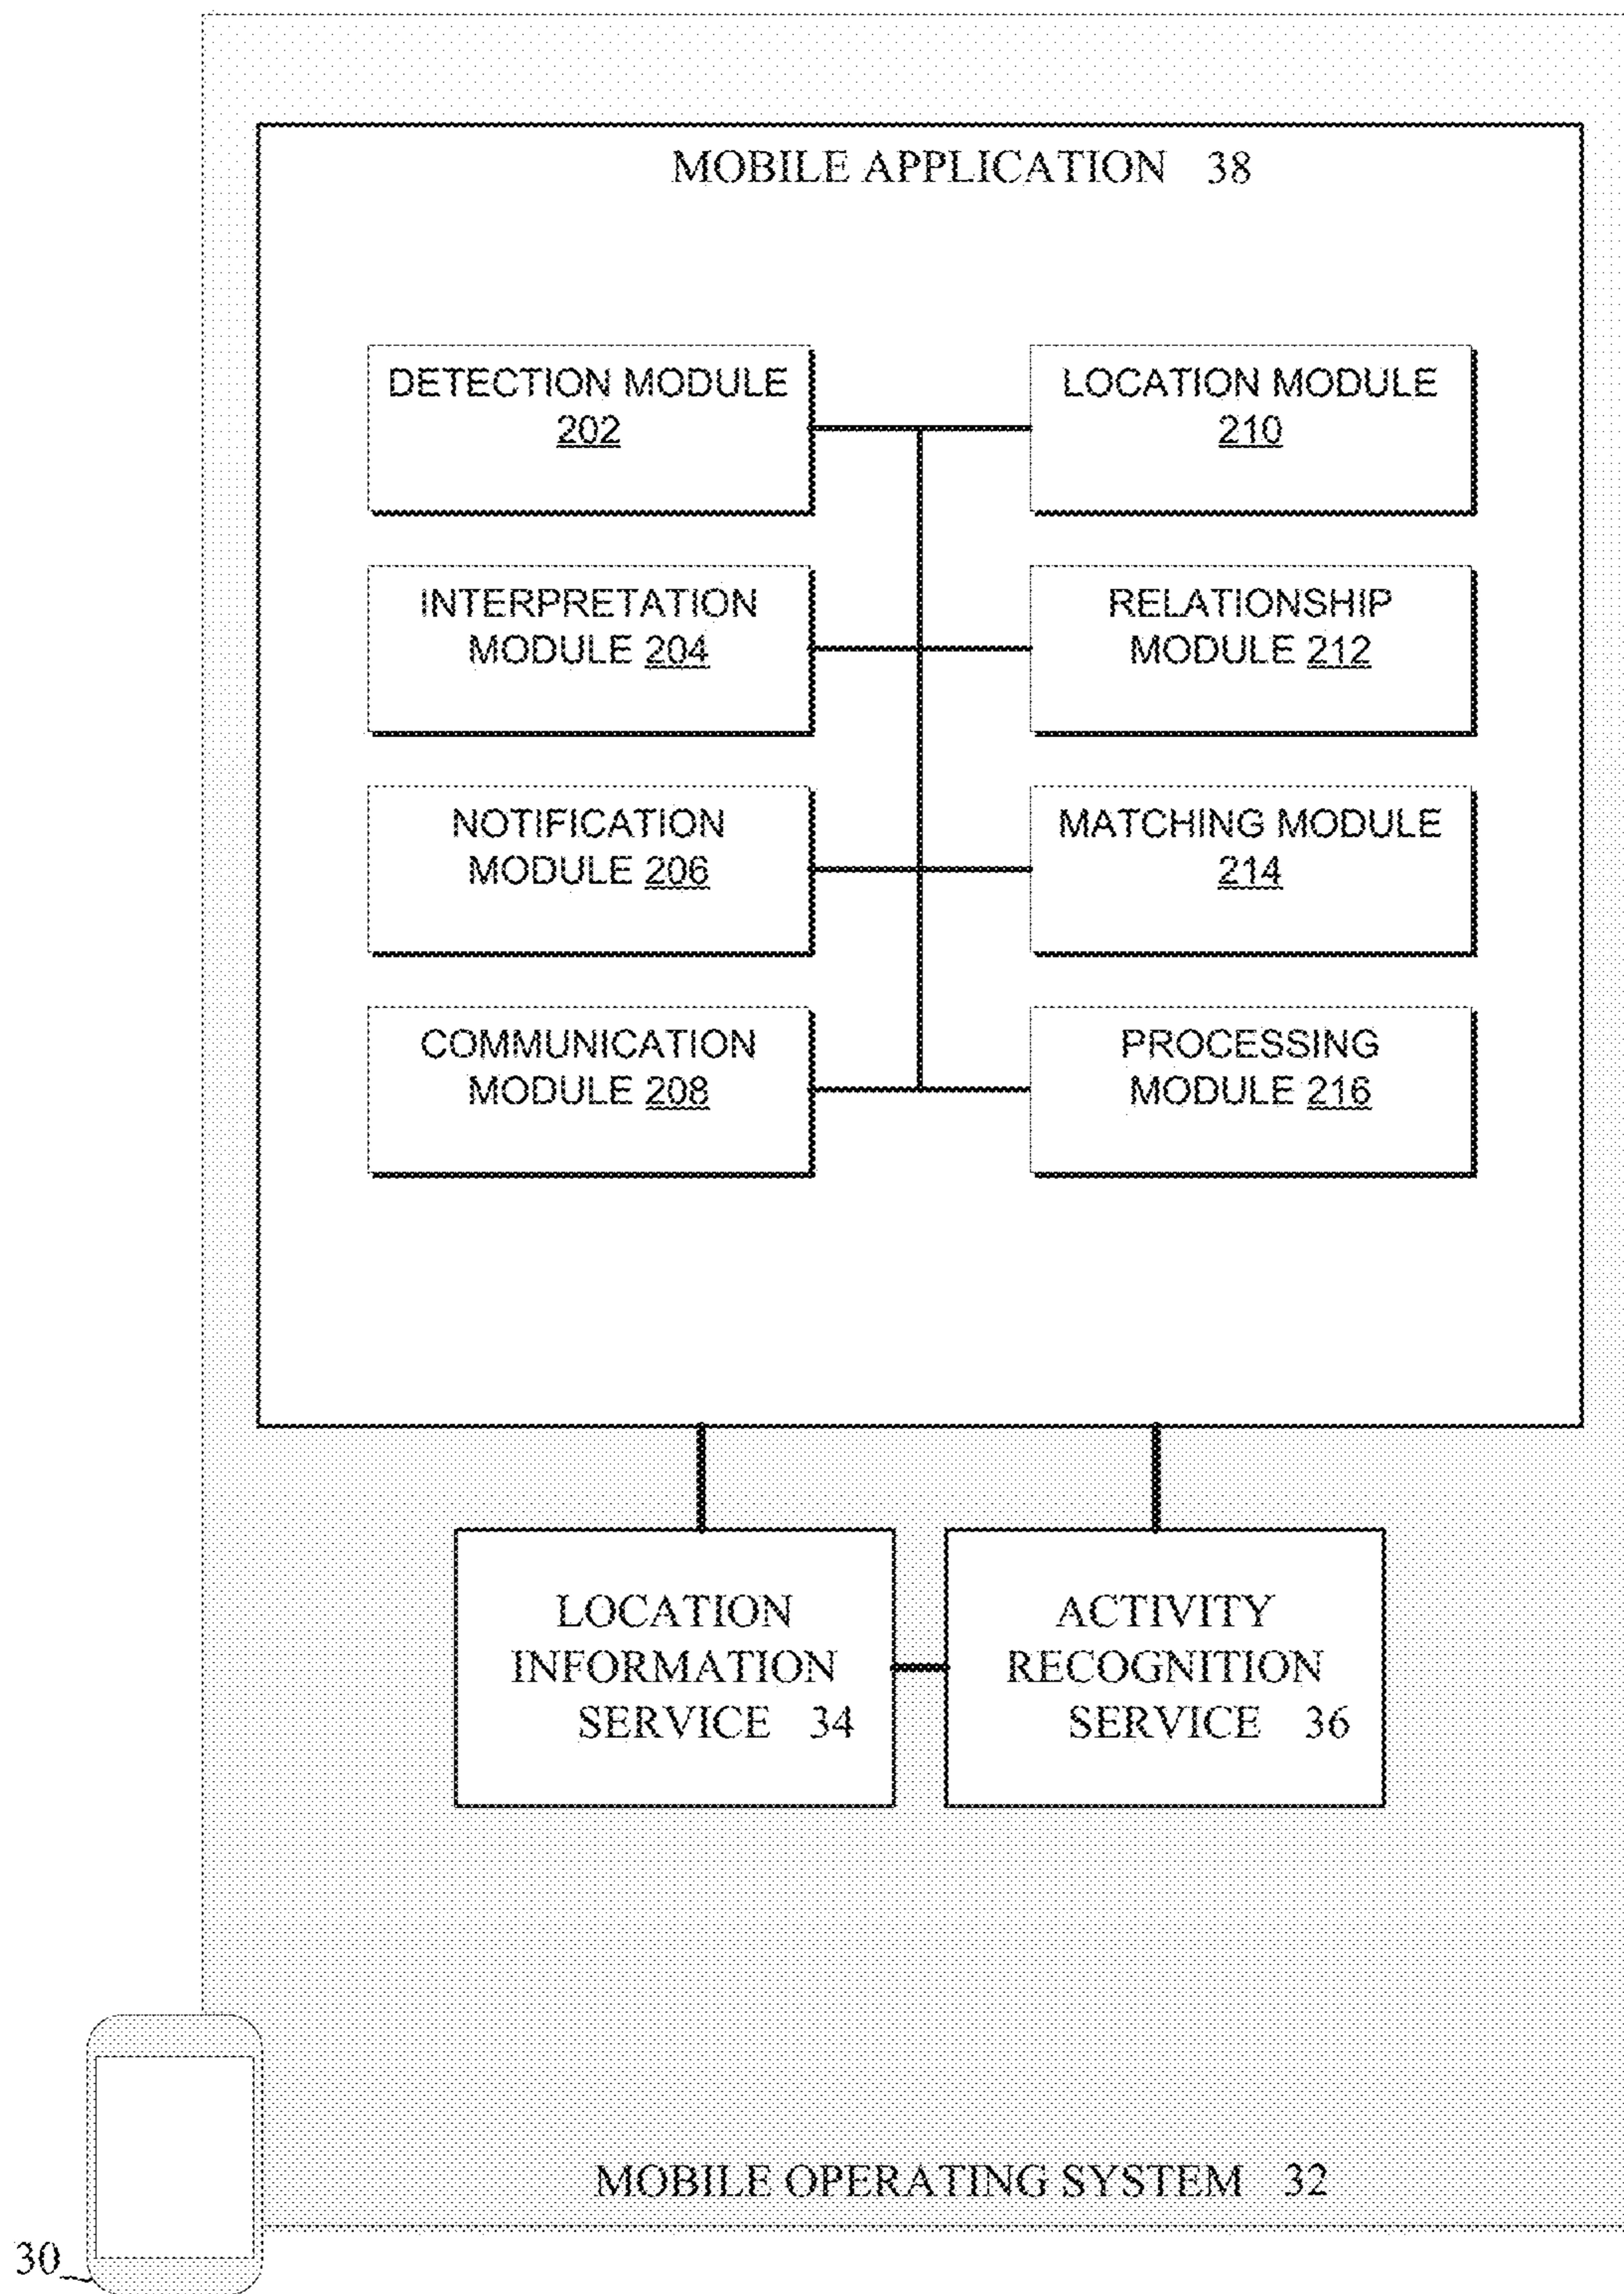 MOBILE APPLICATION 38
DETECTION MODULE
202
LOCATION MODULE
210
INTERPRETATION
MODULE 204
RELATIONSHIP
MODULE 212
NOTIFICATION
MODULE 206
MATCHING MODULE
214
COMMUNICATION
MODULE 208
PROCESSING
MODULE 216
LOCATION
INFORMATION
SERVICE 34
ACTIVITY
RECOGNITION
SERVICE 36
MOBILE OPERATING SYSTEM 32
30